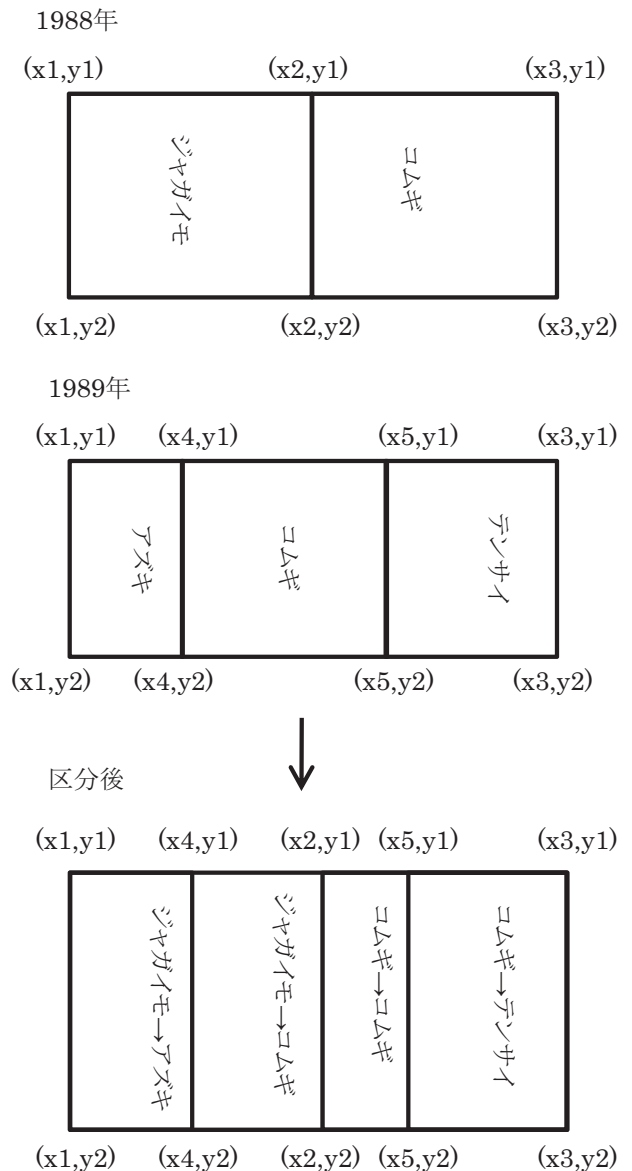 1988年
(x1,y1) (x2,y1) (x3,y1)
ジャガイモ
コムギ
(x1,y2) (x2,y2) (x3,y2)
1989年
(x1,y1) (x4,y1) (x5,y1) (x3,y1)
アズキ
コムギ
テンサイ
(x1,y2) (x4,y2) (x5,y2) (x3,y2)
区分後
(x1,y1) (x4,y1) (x2,y1) (x5,y1) (x3,y1)
ジャガイモ→アズキ
ジャガイモ→コムギ
コムギ→コムギ
コムギ→テンサイ
(x1,y2) (x4,y2) (x2,y2) (x5,y2) (x3,y2)